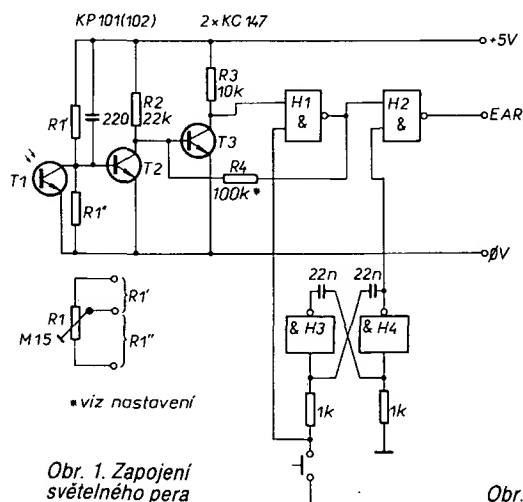 KP101(102) 2×KC 147
+5V
R1'
220
R2
22k
R3
10k
H1
&
H2
&
EAR
T1
T2
T3
R4
100k*
R1"
ØV
R1
M15
R1'
R1"
22n
22n
& H3
& H4
1k
1k
*viz nastavení
Obr. 1. Zapojení
světelného pera
Obr.